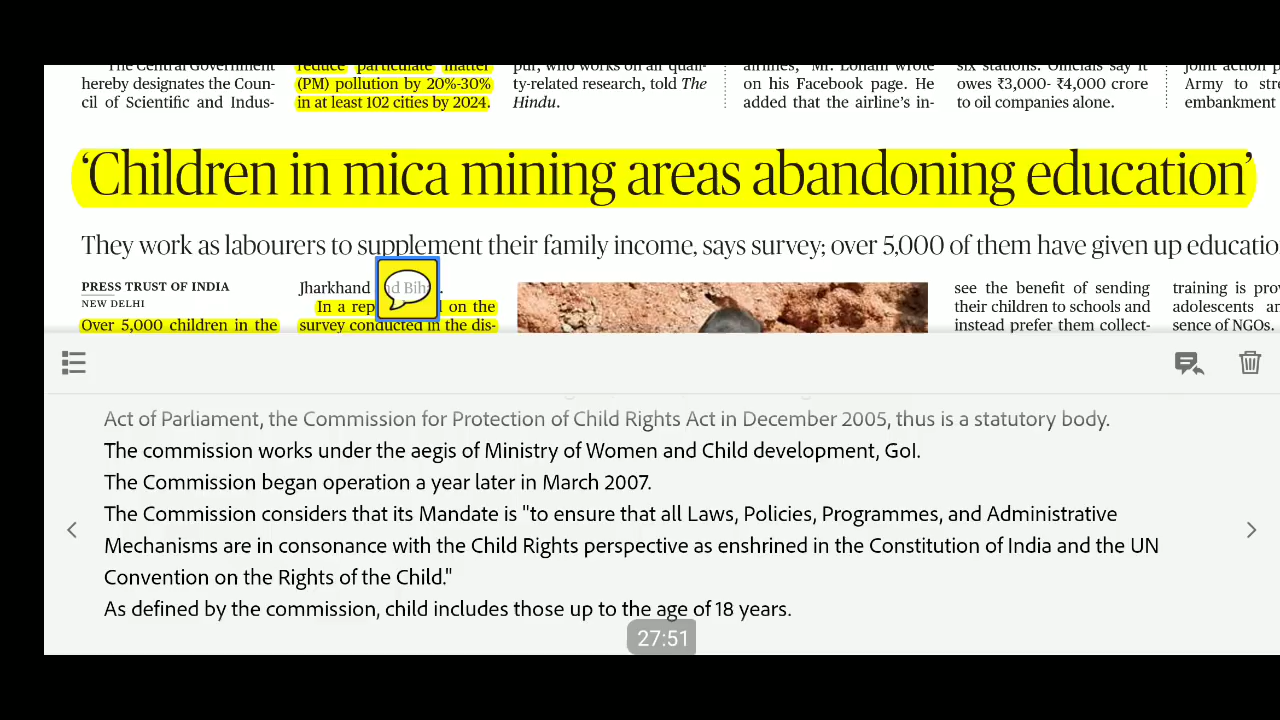 The Central Government
hereby designates the Coun-
cil of Scientific and Indus-
reduce particulate matter
(PM) pollution by 20%-30%
in at least 102 cities by 2024.
pur, who works on air quali-
ty-related research, told The
Hindu.
airlines, Mr. Lohani wrote
on his Facebook page. He
added that the airline's in-
six stations. Officials say it
owes ₹3,000- ₹4,000 crore
to oil companies alone.
joint action p
Army to stre
embankment
'Children in mica mining areas abandoning education'
They work as labourers to supplement their family income, says survey; over 5,000 of them have given up educatio
PRESS TRUST OF INDIA
NEW DELHI
Over 5,000 children in the
Jharkhand and Bihar.
In a rep on the
survey conducted in the dis-
see the benefit of sending
their children to schools and
instead prefer them collect-
training is prov
adolescents an
sence of NGOs.
Act of Parliament, the Commission for Protection of Child Rights Act in December 2005, thus is a statutory body.
The commission works under the aegis of Ministry of Women and Child development, GoI.
The Commission began operation a year later in March 2007.
The Commission considers that its Mandate is "to ensure that all Laws, Policies, Programmes, and Administrative
Mechanisms are in consonance with the Child Rights perspective as enshrined in the Constitution of India and the UN
Convention on the Rights of the Child."
As defined by the commission, child includes those up to the age of 18 years.
27:51